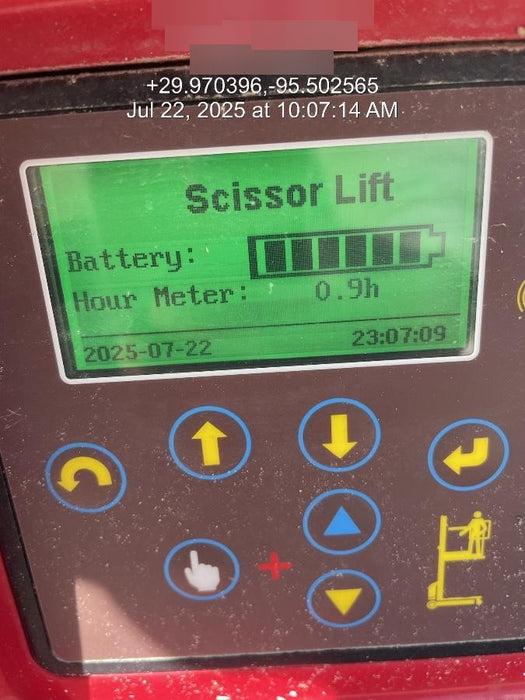 +29.970396,-95.502565
Jul 22, 2025 at 10:07:14 AM
Scissor Lift
Battery:
Hour Meter: 0.9h
2025-07-22 23:07:09